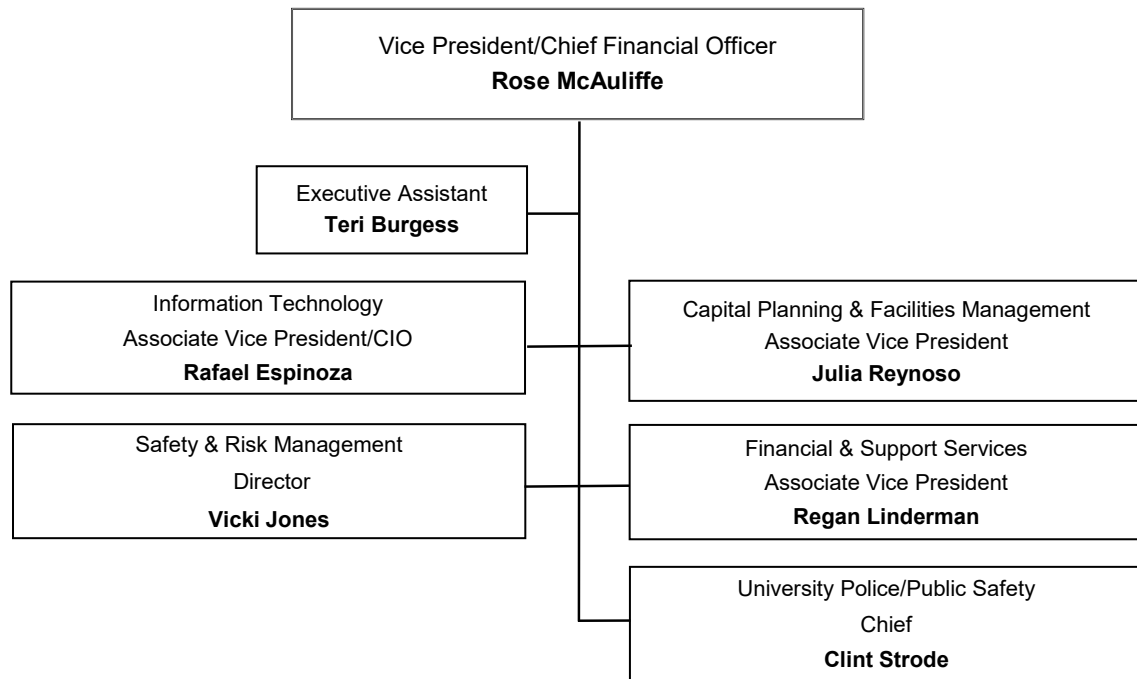 Vice President/Chief Financial Officer
Rose McAuliffe
Executive Assistant
Teri Burgess
Information Technology
Associate Vice President/CIO
Rafael Espinoza
Capital Planning & Facilities Management
Associate Vice President
Julia Reynoso
Safety & Risk Management
Director
Vicki Jones
Financial & Support Services
Associate Vice President
Regan Linderman
University Police/Public Safety
Chief
Clint Strode